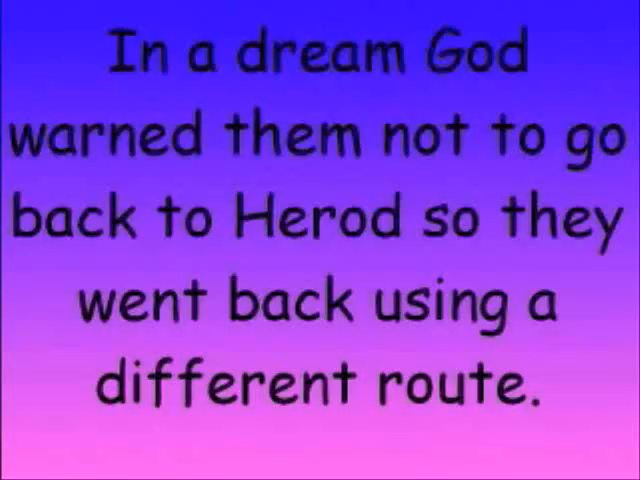 In a dream God
warned them not to go
back to Herod so they
went back using a
different route.